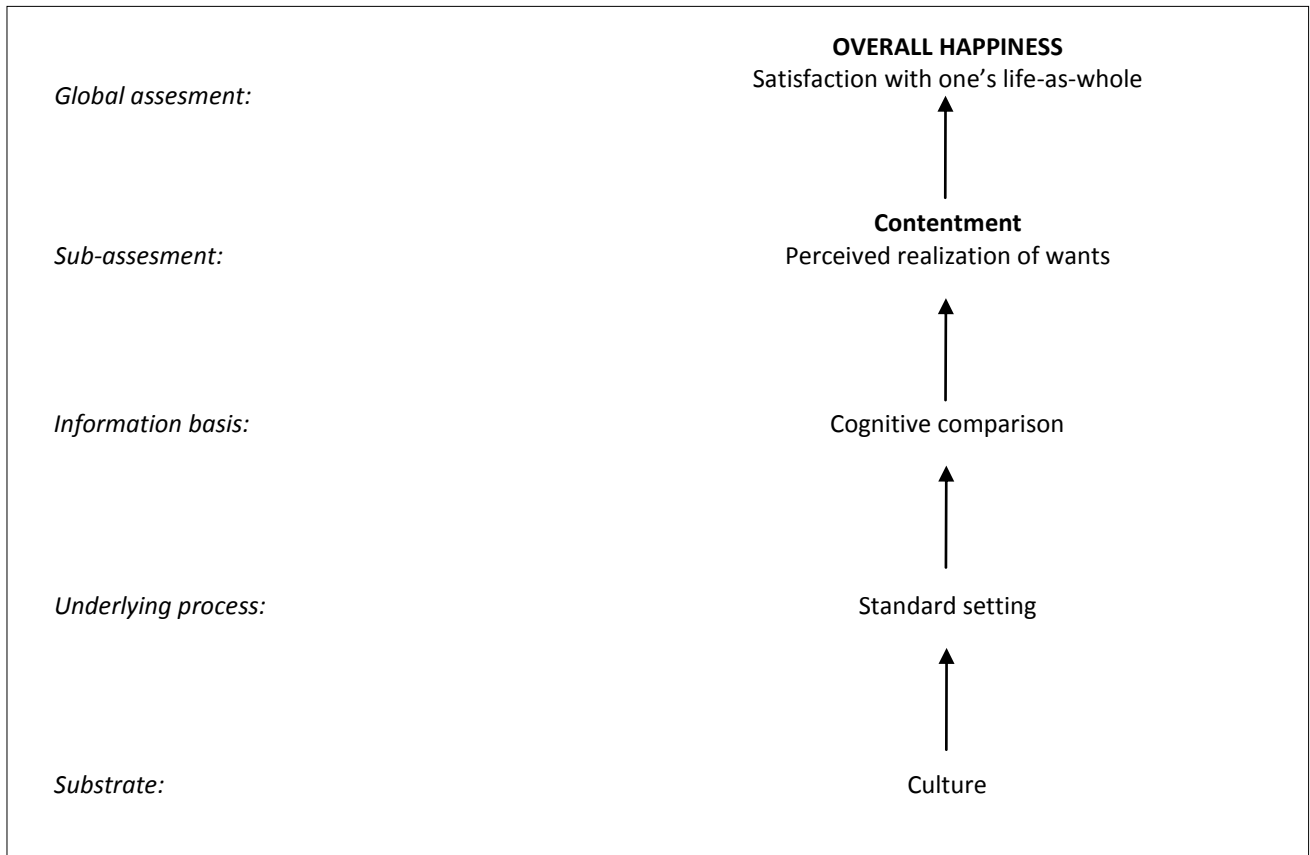 OVERALL HAPPINESS
Global assesment:
Satisfaction with one’s life-as-whole
Contentment
Sub-assesment:
Perceived realization of wants
Information basis:
Cognitive comparison
Underlying process:
Standard setting
Substrate:
Culture